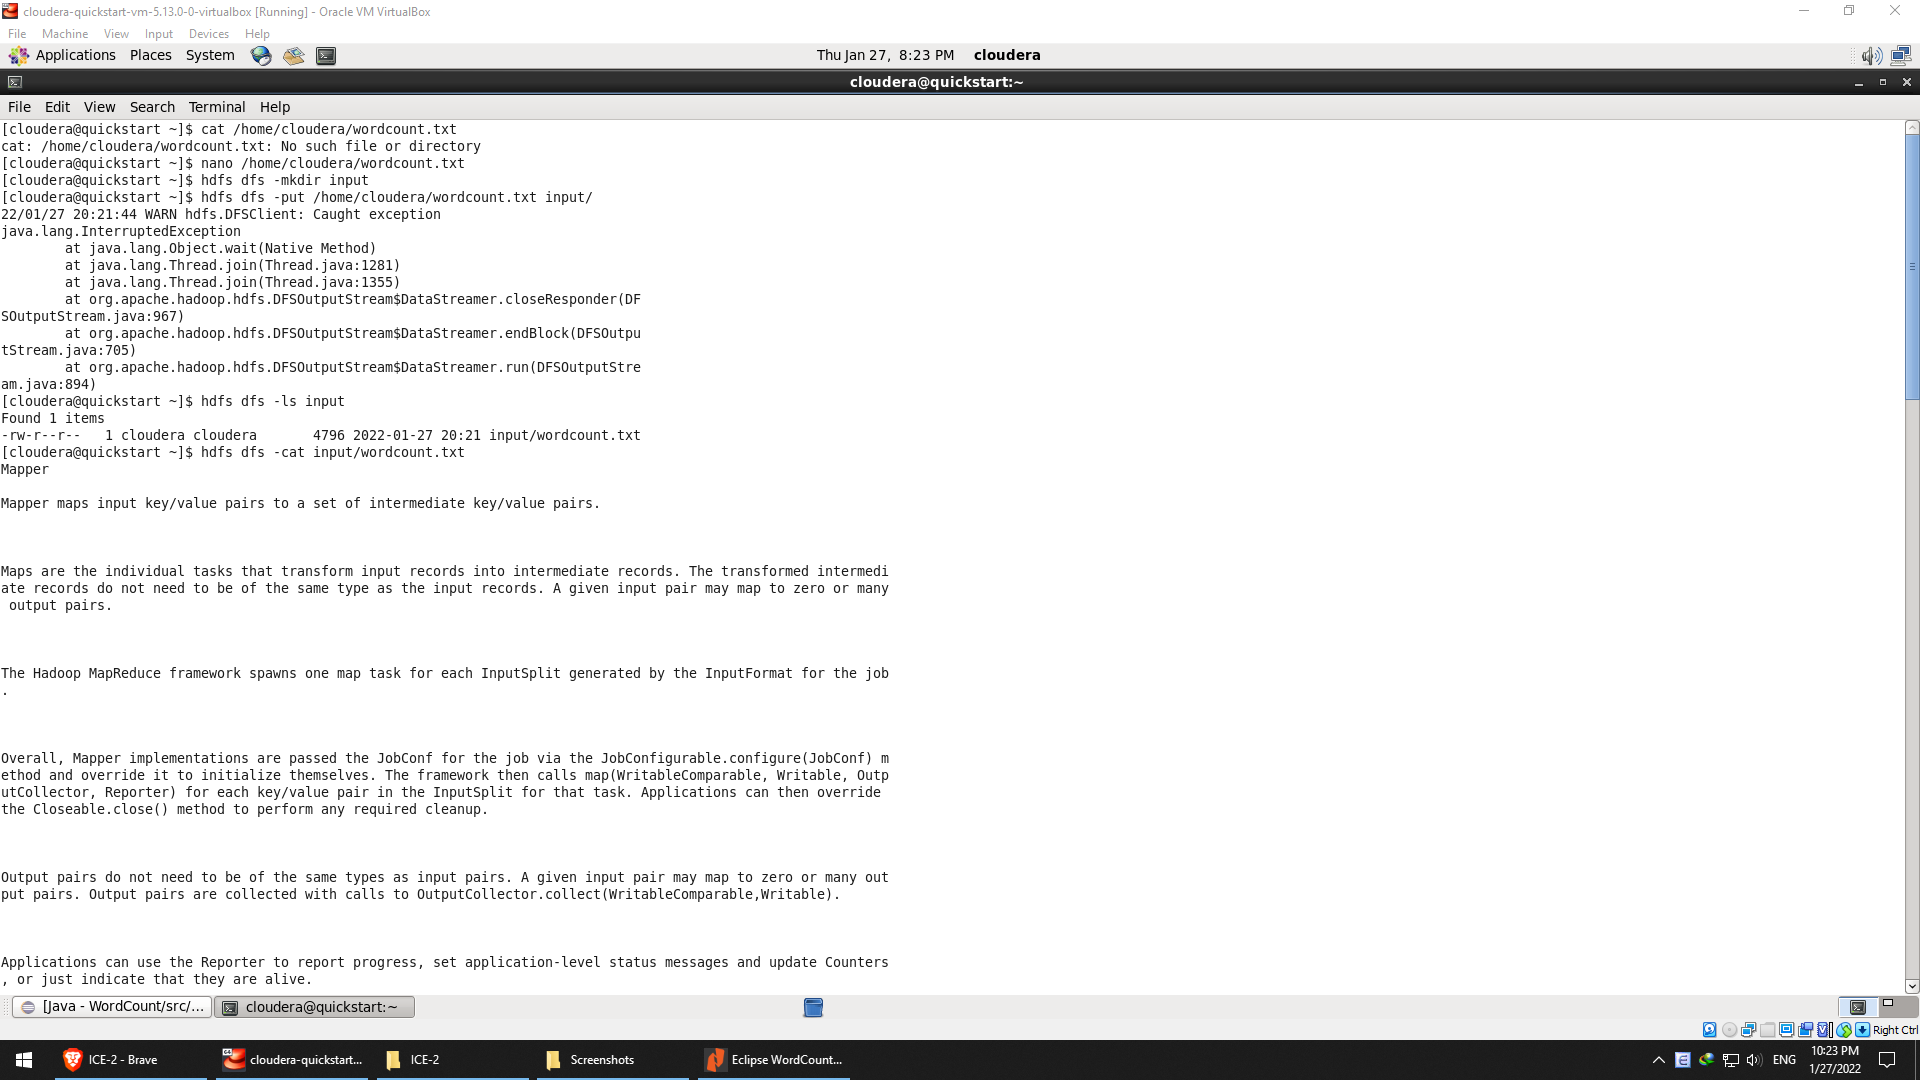 cloudera-quickstart-vm-5.13.0-0-virtualbox [Running] - Oracle VM VirtualBox
File Machine View Input Devices Help
Applications Places System Thu Jan 27, 8:23 PM cloudera
cloudera@quickstart:~
File Edit View Search Terminal Help
[cloudera@quickstart ~]$ cat /home/cloudera/wordcount.txt
cat: /home/cloudera/wordcount.txt: No such file or directory
[cloudera@quickstart ~]$ nano /home/cloudera/wordcount.txt
[cloudera@quickstart ~]$ hdfs dfs -mkdir input
[cloudera@quickstart ~]$ hdfs dfs -put /home/cloudera/wordcount.txt input/
22/01/27 20:21:44 WARN hdfs.DFSClient: Caught exception
java.lang.InterruptedException
        at java.lang.Object.wait(Native Method)
        at java.lang.Thread.join(Thread.java:1281)
        at java.lang.Thread.join(Thread.java:1355)
        at org.apache.hadoop.hdfs.DFSOutputStream$DataStreamer.closeResponder(DF
SOutputStream.java:967)
        at org.apache.hadoop.hdfs.DFSOutputStream$DataStreamer.endBlock(DFSOutpu
tStream.java:705)
        at org.apache.hadoop.hdfs.DFSOutputStream$DataStreamer.run(DFSOutputStre
am.java:894)
[cloudera@quickstart ~]$ hdfs dfs -ls input
Found 1 items
-rw-r--r--   1 cloudera cloudera       4796 2022-01-27 20:21 input/wordcount.txt
[cloudera@quickstart ~]$ hdfs dfs -cat input/wordcount.txt
Mapper
Mapper maps input key/value pairs to a set of intermediate key/value pairs.
Maps are the individual tasks that transform input records into intermediate records. The transformed intermedi
ate records do not need to be of the same type as the input records. A given input pair may map to zero or many
 output pairs.
The Hadoop MapReduce framework spawns one map task for each InputSplit generated by the InputFormat for the job
.
Overall, Mapper implementations are passed the JobConf for the job via the JobConfigurable.configure(JobConf) m
ethod and override it to initialize themselves. The framework then calls map(WritableComparable, Writable, Outp
utCollector, Reporter) for each key/value pair in the InputSplit for that task. Applications can then override
the Closeable.close() method to perform any required cleanup.
Output pairs do not need to be of the same types as input pairs. A given input pair may map to zero or many out
put pairs. Output pairs are collected with calls to OutputCollector.collect(WritableComparable,Writable).
Applications can use the Reporter to report progress, set application-level status messages and update Counters
, or just indicate that they are alive.
[Java - WordCount/src/... cloudera@quickstart:~
Right Ctrl
ICE-2 - Brave cloudera-quickstart... ICE-2 Screenshots Eclipse WordCount... ENG 10:23 PM
1/27/2022